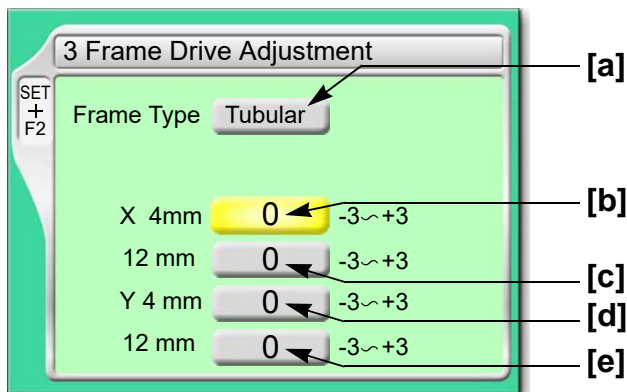 3 Frame Drive Adjustment
[a]
SET
+
F2
Frame Type Tubular
X 4mm 0 -3∽+3
[b]
12 mm 0 -3∽+3
[c]
Y 4 mm 0 -3∽+3
[d]
12 mm 0 -3∽+3
[e]